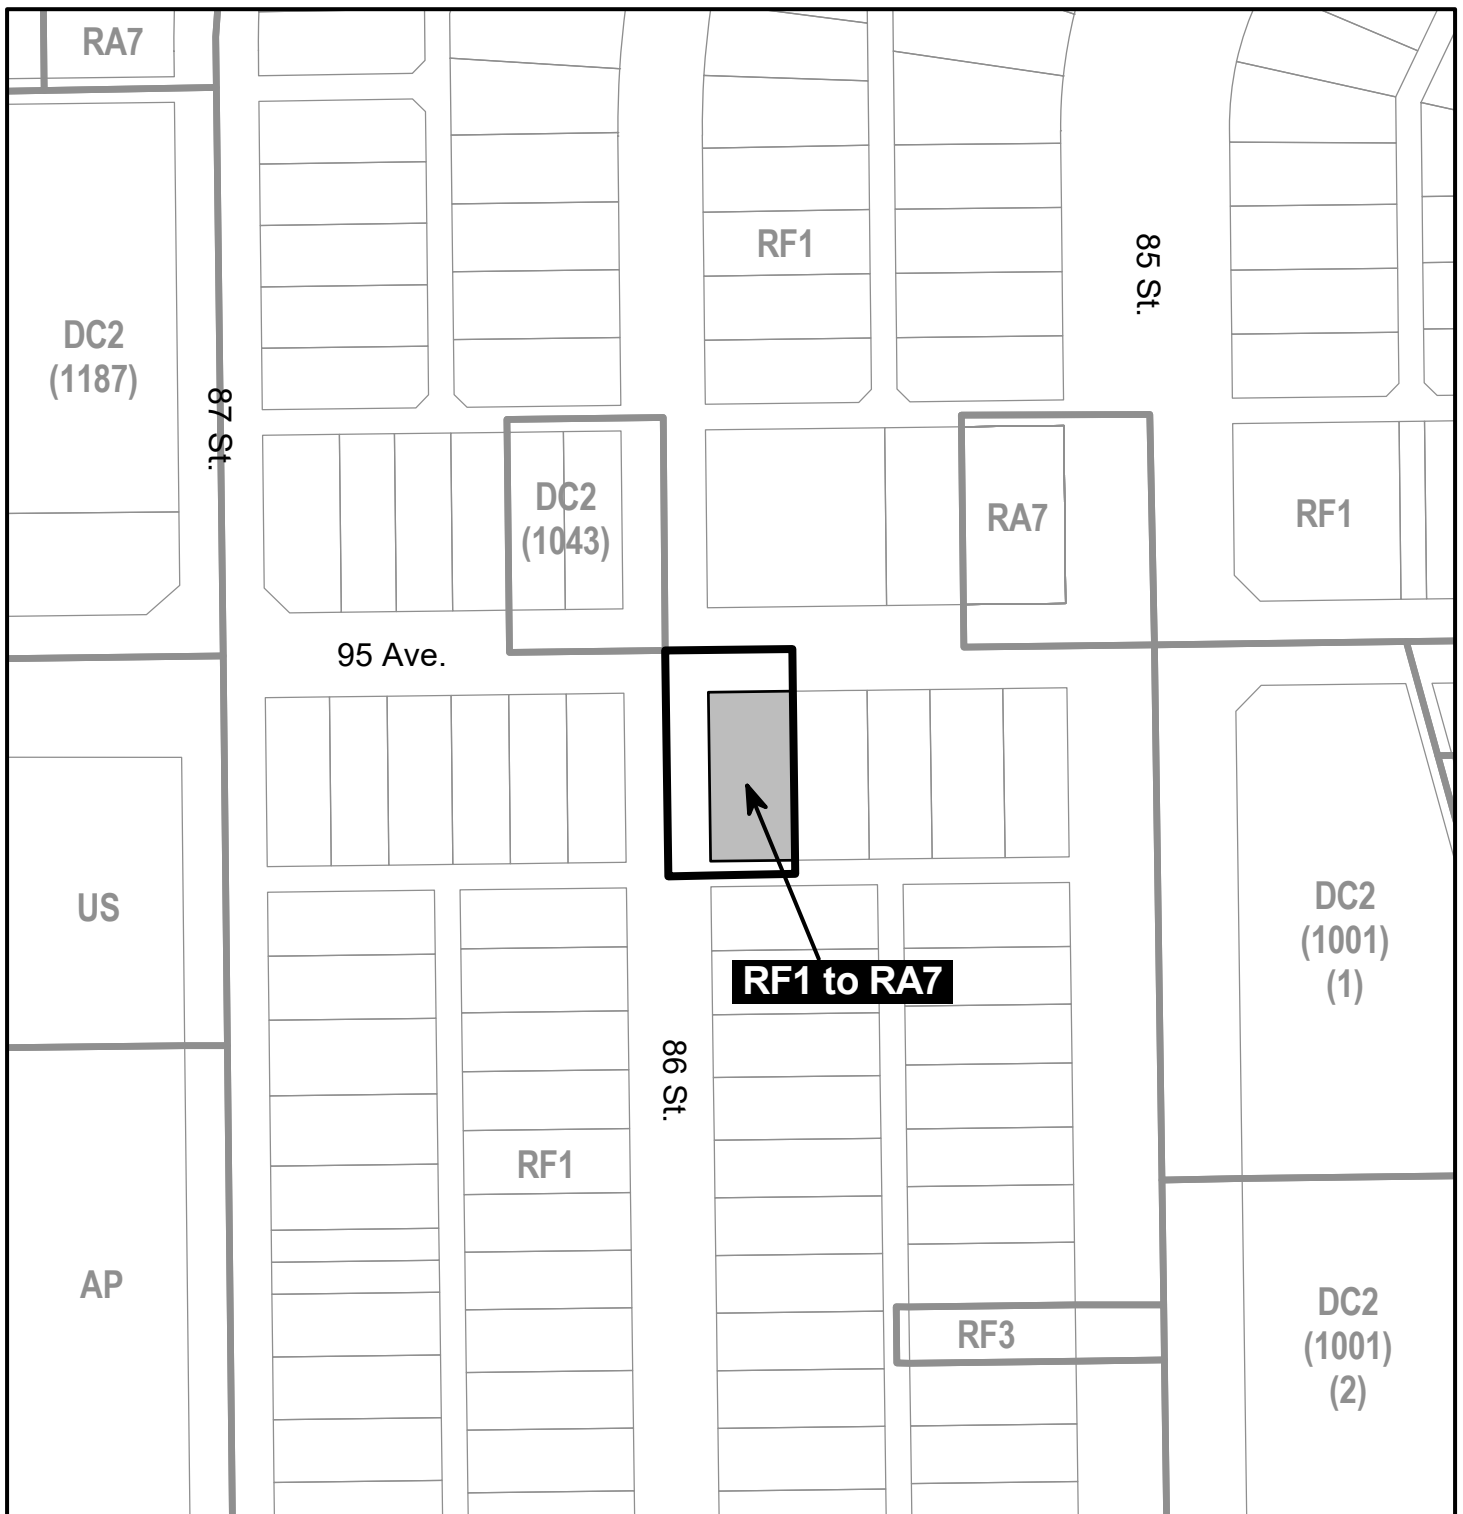 RA7
RF1
85 St.
DC2
(1187)
87 St.
DC2
(1043)
RA7
RF1
95 Ave.
US
DC2
(1001)
(1)
RF1 to RA7
86 St.
RF1
AP
RF3
DC2
(1001)
(2)